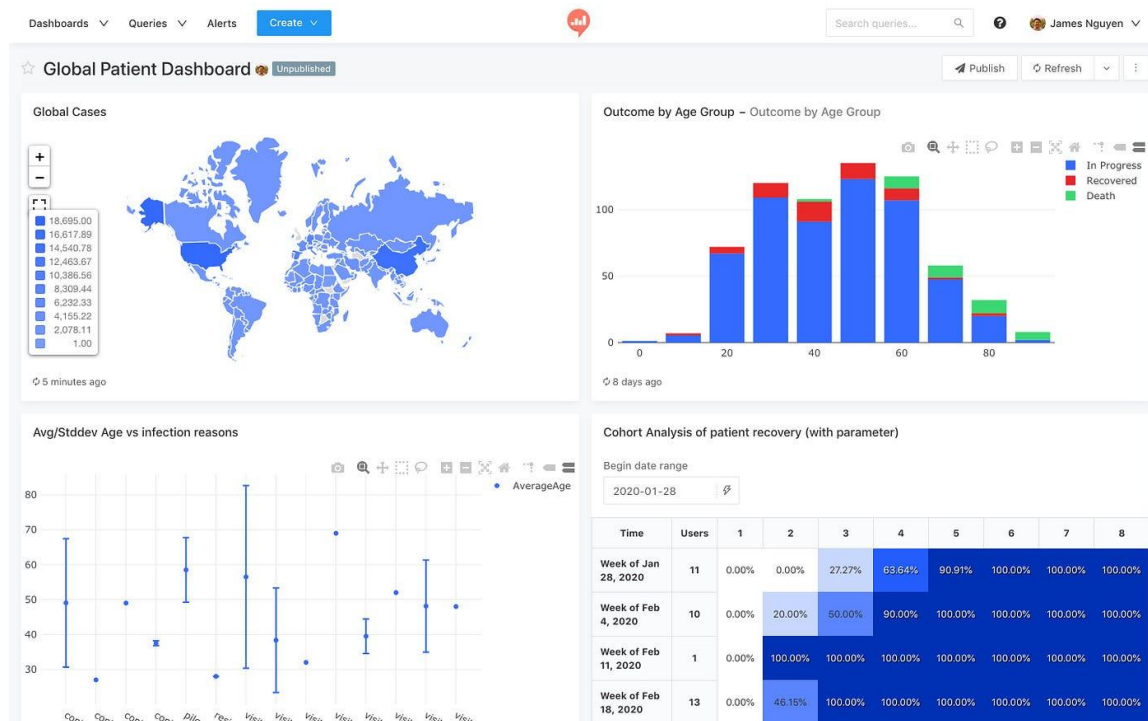 Dashboards Queries Alerts Create Search queries... James Nguyen
Global Patient Dashboard Unpublished Publish Refresh
Global Cases
+
−
18,695.00
16,617.89
14,540.78
12,463.67
10,386.56
8,309.44
6,232.33
4,155.22
2,078.11
1.00
5 minutes ago
Outcome by Age Group – Outcome by Age Group
In Progress
Recovered
Death
100
50
0
0 20 40 60 80
8 days ago
Avg/Stddev Age vs infection reasons
AverageAge
80
70
60
50
40
30
Cohort Analysis of patient recovery (with parameter)
Begin date range
2020-01-28
Time Users 1 2 3 4 5 6 7 8
Week of Jan 28, 2020 11 0.00% 0.00% 27.27% 63.64% 90.91% 100.00% 100.00% 100.00%
Week of Feb 4, 2020 10 0.00% 20.00% 50.00% 90.00% 100.00% 100.00% 100.00% 100.00%
Week of Feb 11, 2020 1 0.00% 100.00% 100.00% 100.00% 100.00% 100.00% 100.00% 100.00%
Week of Feb 18, 2020 13 0.00% 46.15% 100.00% 100.00% 100.00% 100.00% 100.00% 100.00%